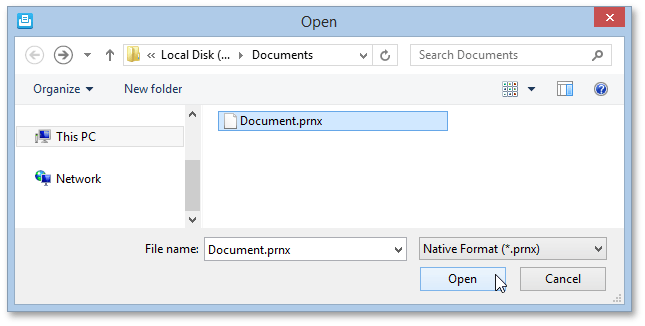 Open
« Local Disk (... Documents
Search Documents
Organize New folder
This PC
Document.prnx
Network
File name: Document.prnx Native Format (*.prnx)
Open Cancel